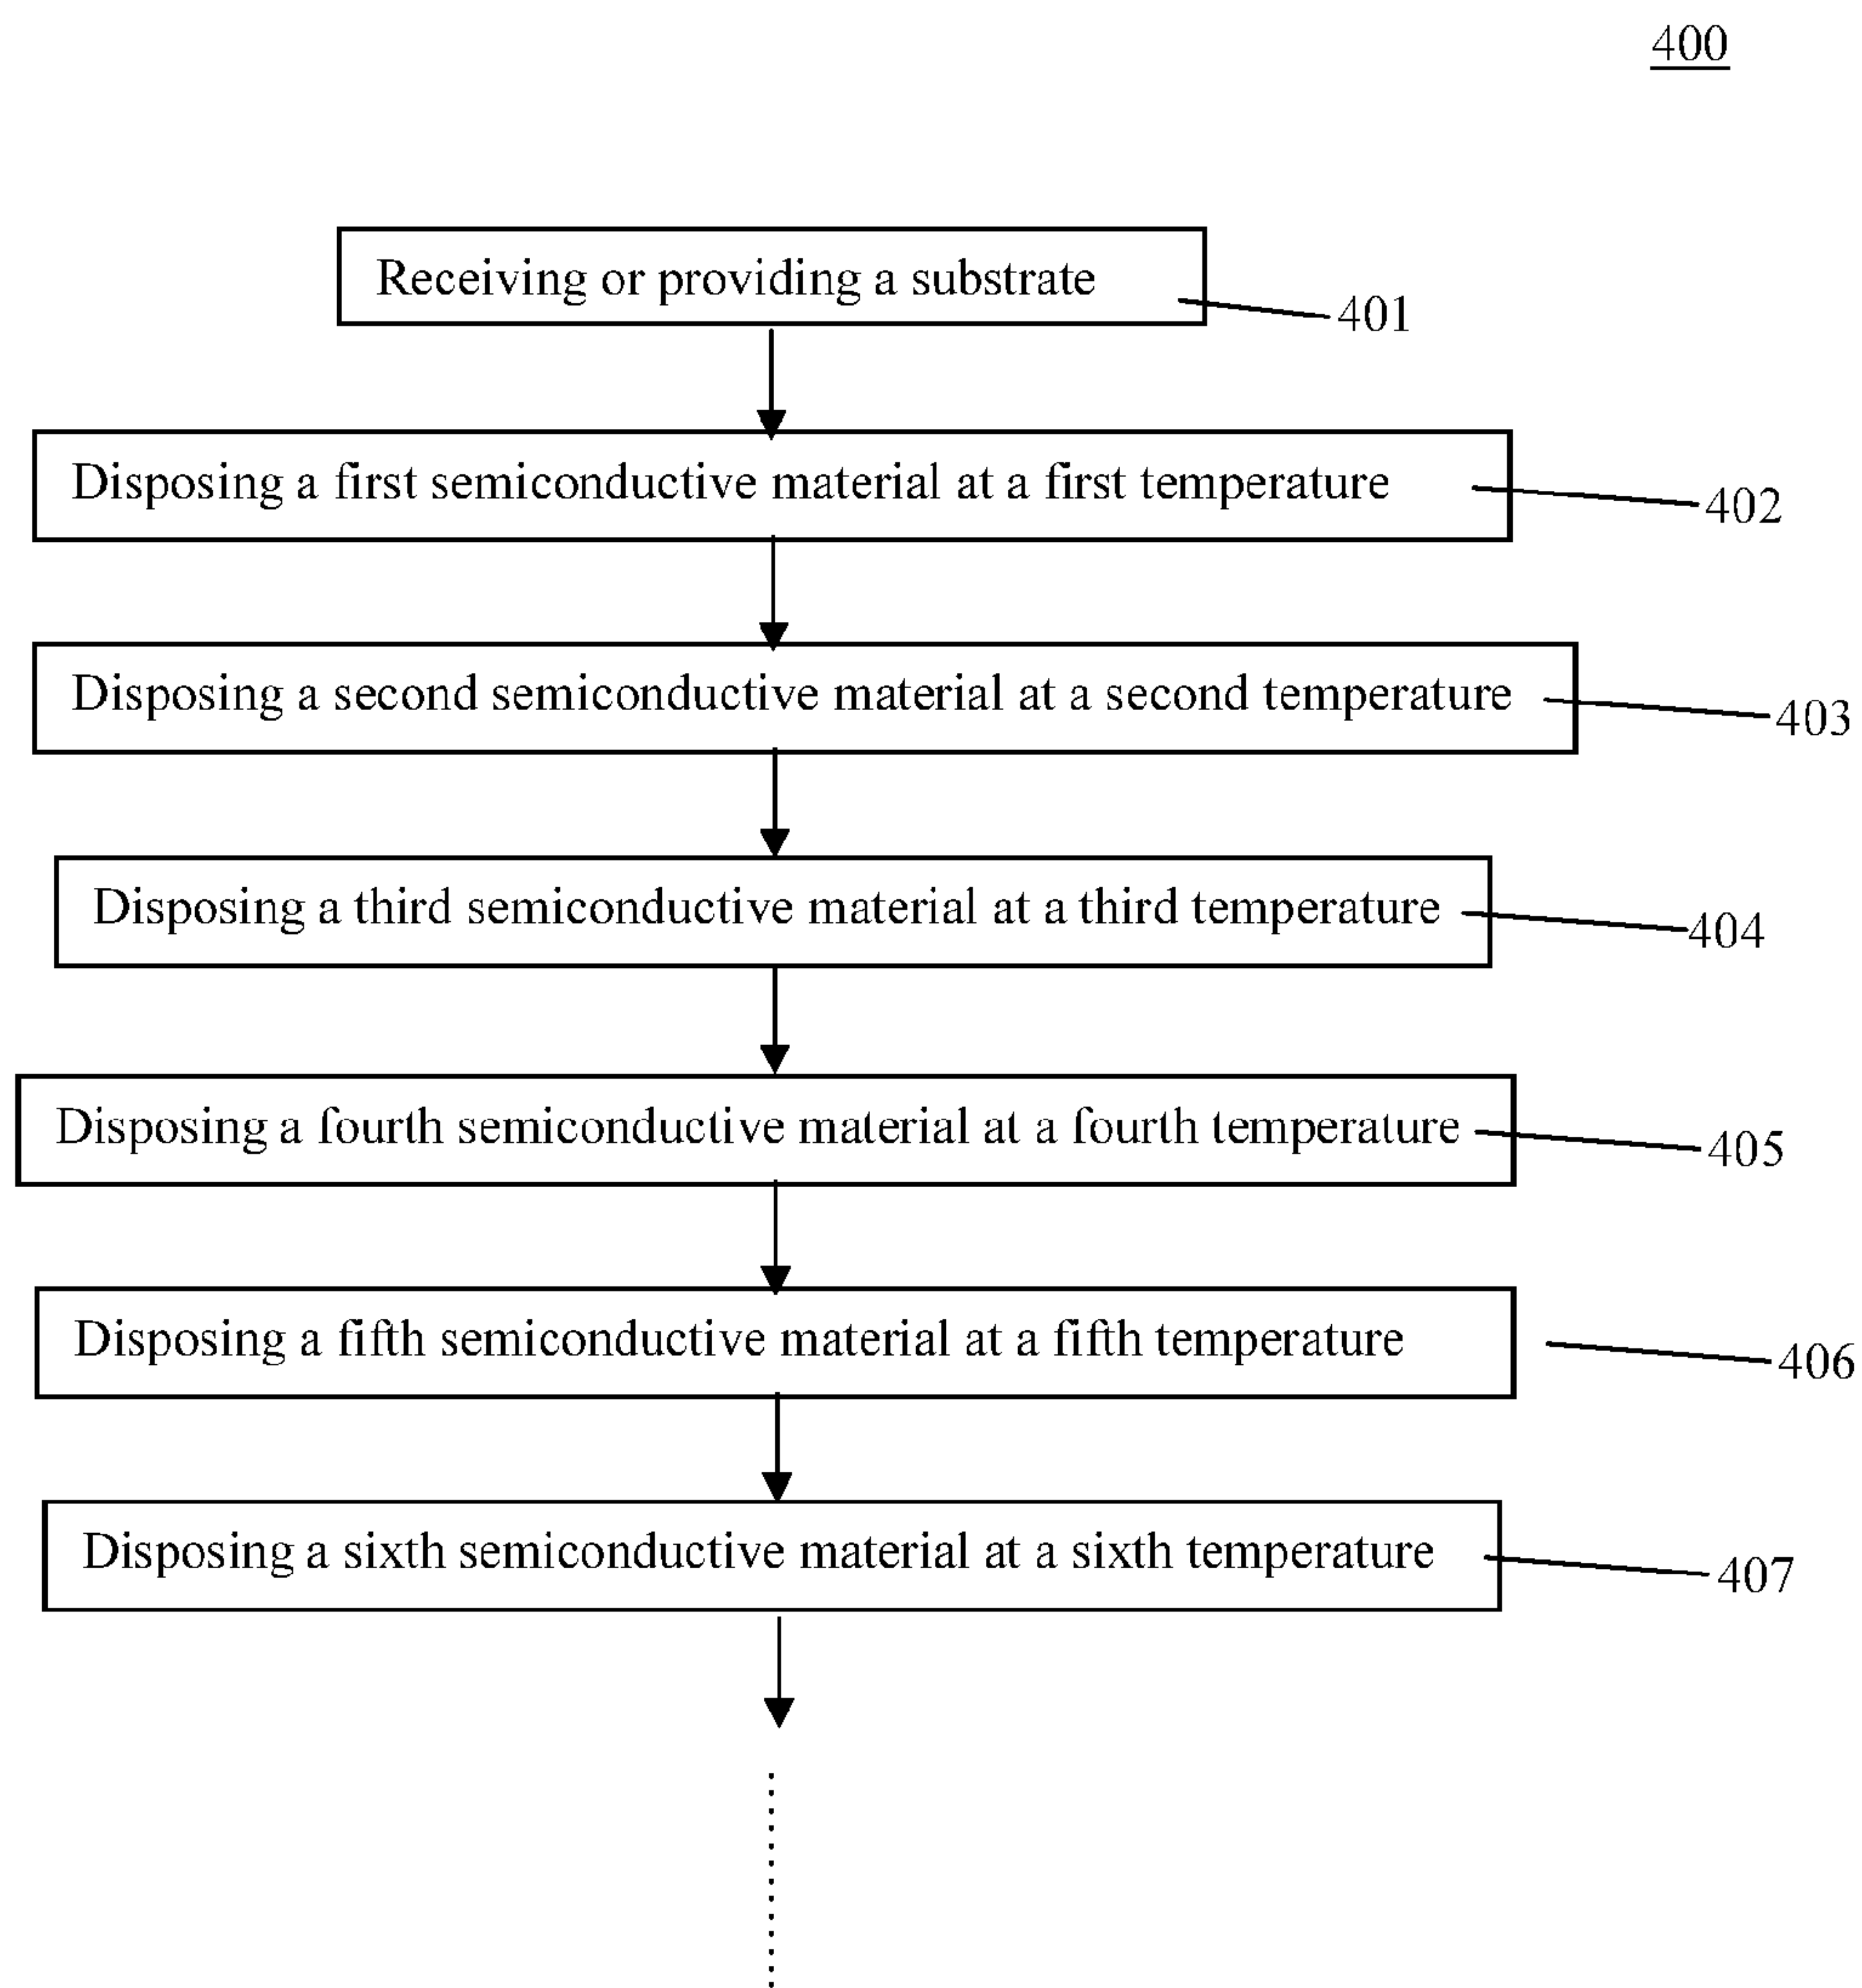 400
Receiving or providing a substrate
401
Disposing a first semiconductive material at a first temperature
402
Disposing a second semiconductive material at a second temperature
403
Disposing a third semiconductive material at a third temperature
404
Disposing a fourth semiconductive material at a fourth temperature
405
Disposing a fifth semiconductive material at a fifth temperature
406
Disposing a sixth semiconductive material at a sixth temperature
407